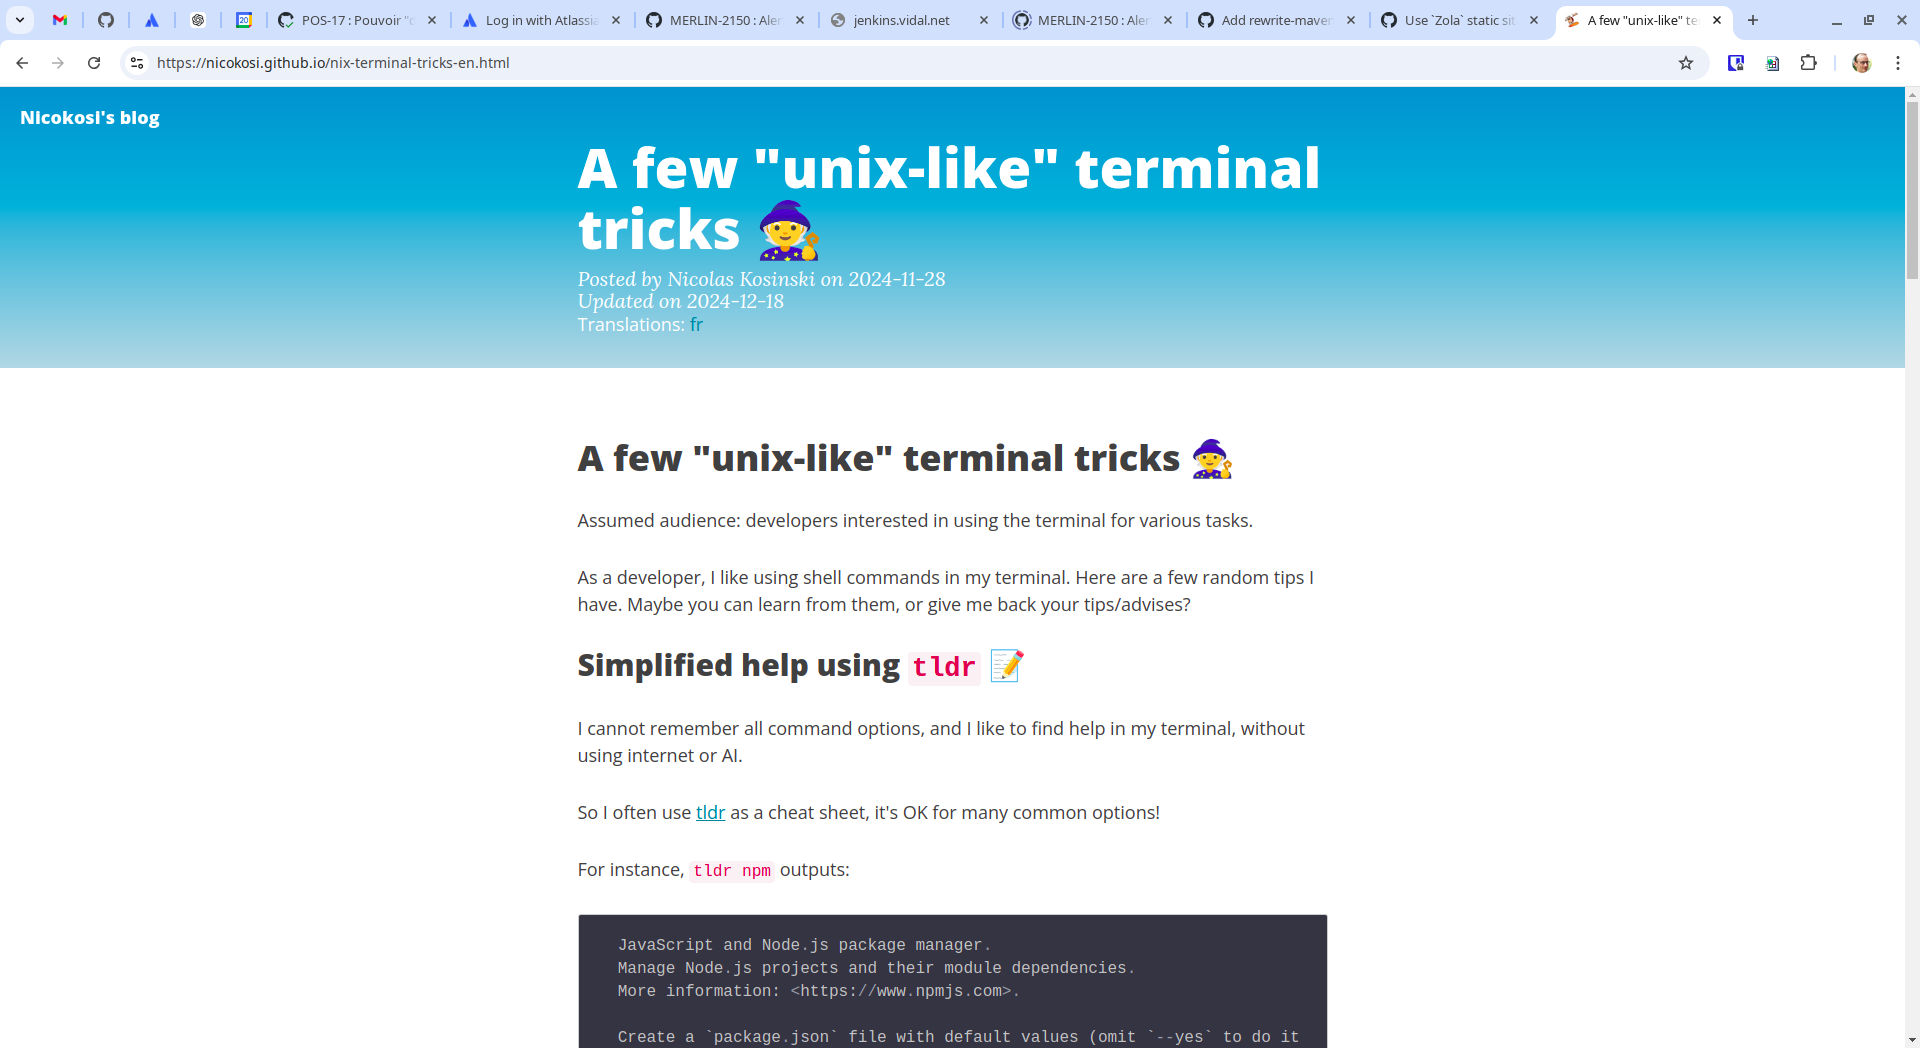 20
POS-17 : Pouvoir "d
Log in with Atlassia
MERLIN-2150 : Aler
jenkins.vidal.net
MERLIN-2150 : Aler
Add rewrite-maven
Use `Zola` static sit
A few "unix-like" te
https://nicokosi.github.io/nix-terminal-tricks-en.html
Nicokosi's blog
A few "unix-like" terminal
tricks 🧙
Posted by Nicolas Kosinski on 2024-11-28
Updated on 2024-12-18
Translations: fr
A few "unix-like" terminal tricks 🧙
Assumed audience: developers interested in using the terminal for various tasks.
As a developer, I like using shell commands in my terminal. Here are a few random tips I
have. Maybe you can learn from them, or give me back your tips/advises?
Simplified help using tldr 📝
I cannot remember all command options, and I like to find help in my terminal, without
using internet or AI.
So I often use tldr as a cheat sheet, it's OK for many common options!
For instance, tldr npm outputs:
JavaScript and Node.js package manager.
Manage Node.js projects and their module dependencies.
More information: <https://www.npmjs.com>.
Create a `package.json` file with default values (omit `--yes` to do it